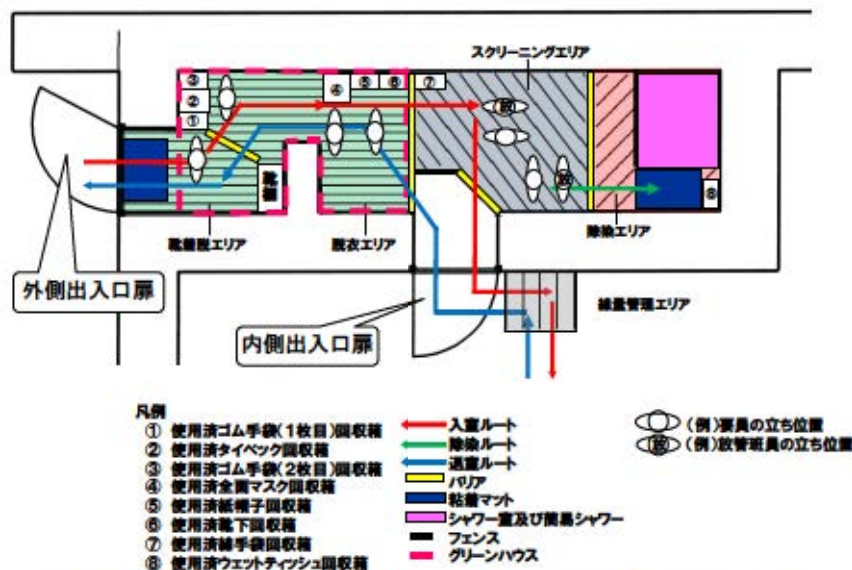 スクリーニングエリア
③
②
①
④
⑤
⑥
⑦
放
靴棚
放
⑧
靴着脱エリア
脱衣エリア
除染エリア
外側出入口扉
内側出入口扉
線量管理エリア
凡例
① 使用済ゴム手袋(1枚目)回収箱
② 使用済タイベック回収箱
③ 使用済ゴム手袋(2枚目)回収箱
④ 使用済全面マスク回収箱
⑤ 使用済紙帽子回収箱
⑥ 使用済靴下回収箱
⑦ 使用済綿手袋回収箱
⑧ 使用済ウェットティッシュ回収箱
入室ルート
除染ルート
退室ルート
バリア
粘着マット
シャワー室及び簡易シャワー
フェンス
グリーンハウス
(例)要員の立ち位置
放 (例)放管班員の立ち位置